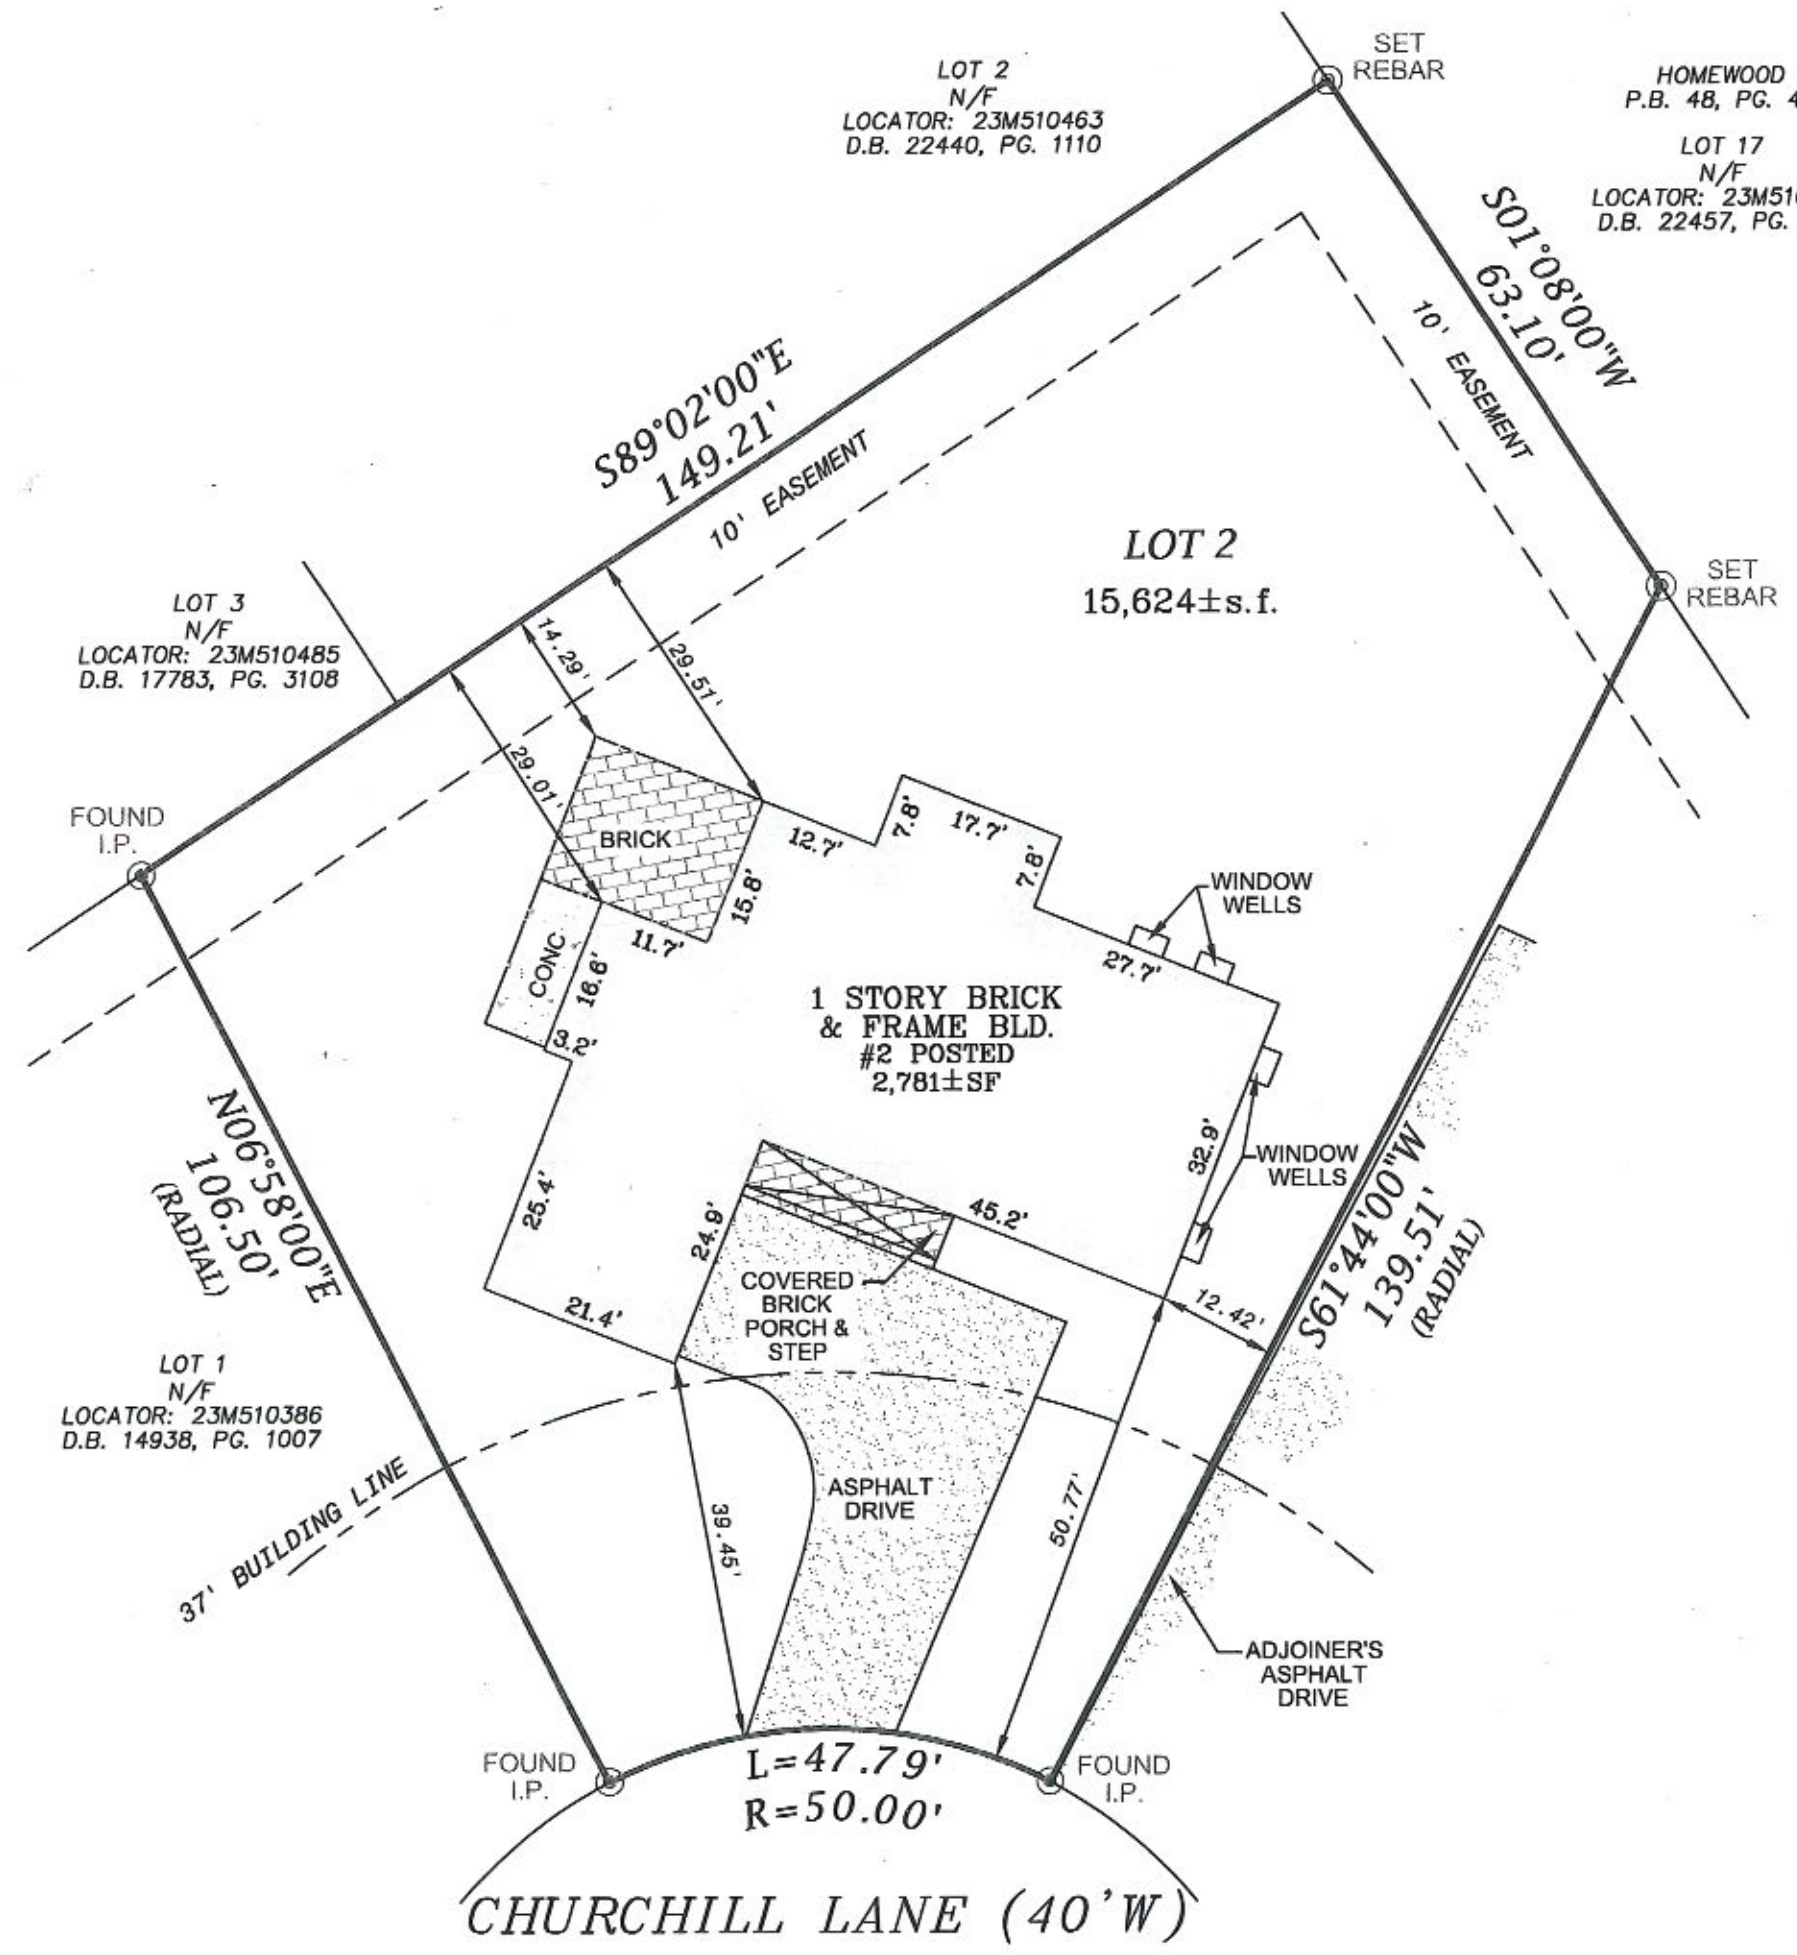 SET
REBAR
LOT 2
N/F
LOCATOR: 23M510463
D.B. 22440, PG. 1110
HOMEWOOD
P.B. 48, PG. 4
LOT 17
N/F
LOCATOR: 23M51
D.B. 22457, PG.
S01°08'00"W
63.10'
10' EASEMENT
S89°02'00"E
149.21'
10' EASEMENT
LOT 2
15,624±s.f.
SET
REBAR
LOT 3
N/F
LOCATOR: 23M510485
D.B. 17783, PG. 3108
14.29'
29.51'
29.01'
FOUND
I.P.
BRICK
12.7'
7.8'
17.7'
7.8'
15.8'
11.7'
WINDOW
WELLS
27.7'
CONC
16.6'
3.2'
1 STORY BRICK
& FRAME BLD.
#2 POSTED
2,781±SF
32.9'
WINDOW
WELLS
N06°58'00"E
106.50'
(RADIAL)
25.4'
24.9'
45.2'
21.4'
COVERED
BRICK
PORCH &
STEP
12.42'
S61°44'00"W
139.51'
(RADIAL)
LOT 1
N/F
LOCATOR: 23M510386
D.B. 14938, PG. 1007
37' BUILDING LINE
39.45'
ASPHALT
DRIVE
50.77'
ADJOINER'S
ASPHALT
DRIVE
FOUND
I.P.
L=47.79'
R=50.00'
FOUND
I.P.
CHURCHILL LANE (40'W)